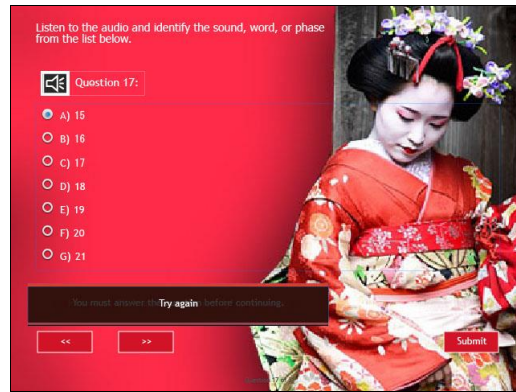 Listen to the audio and identify the sound, word, or phase
from the list below.
Question 17:
A) 15
B) 16
C) 17
D) 18
E) 19
F) 20
G) 21
You must answer the Try again before continuing.
<< >> Submit